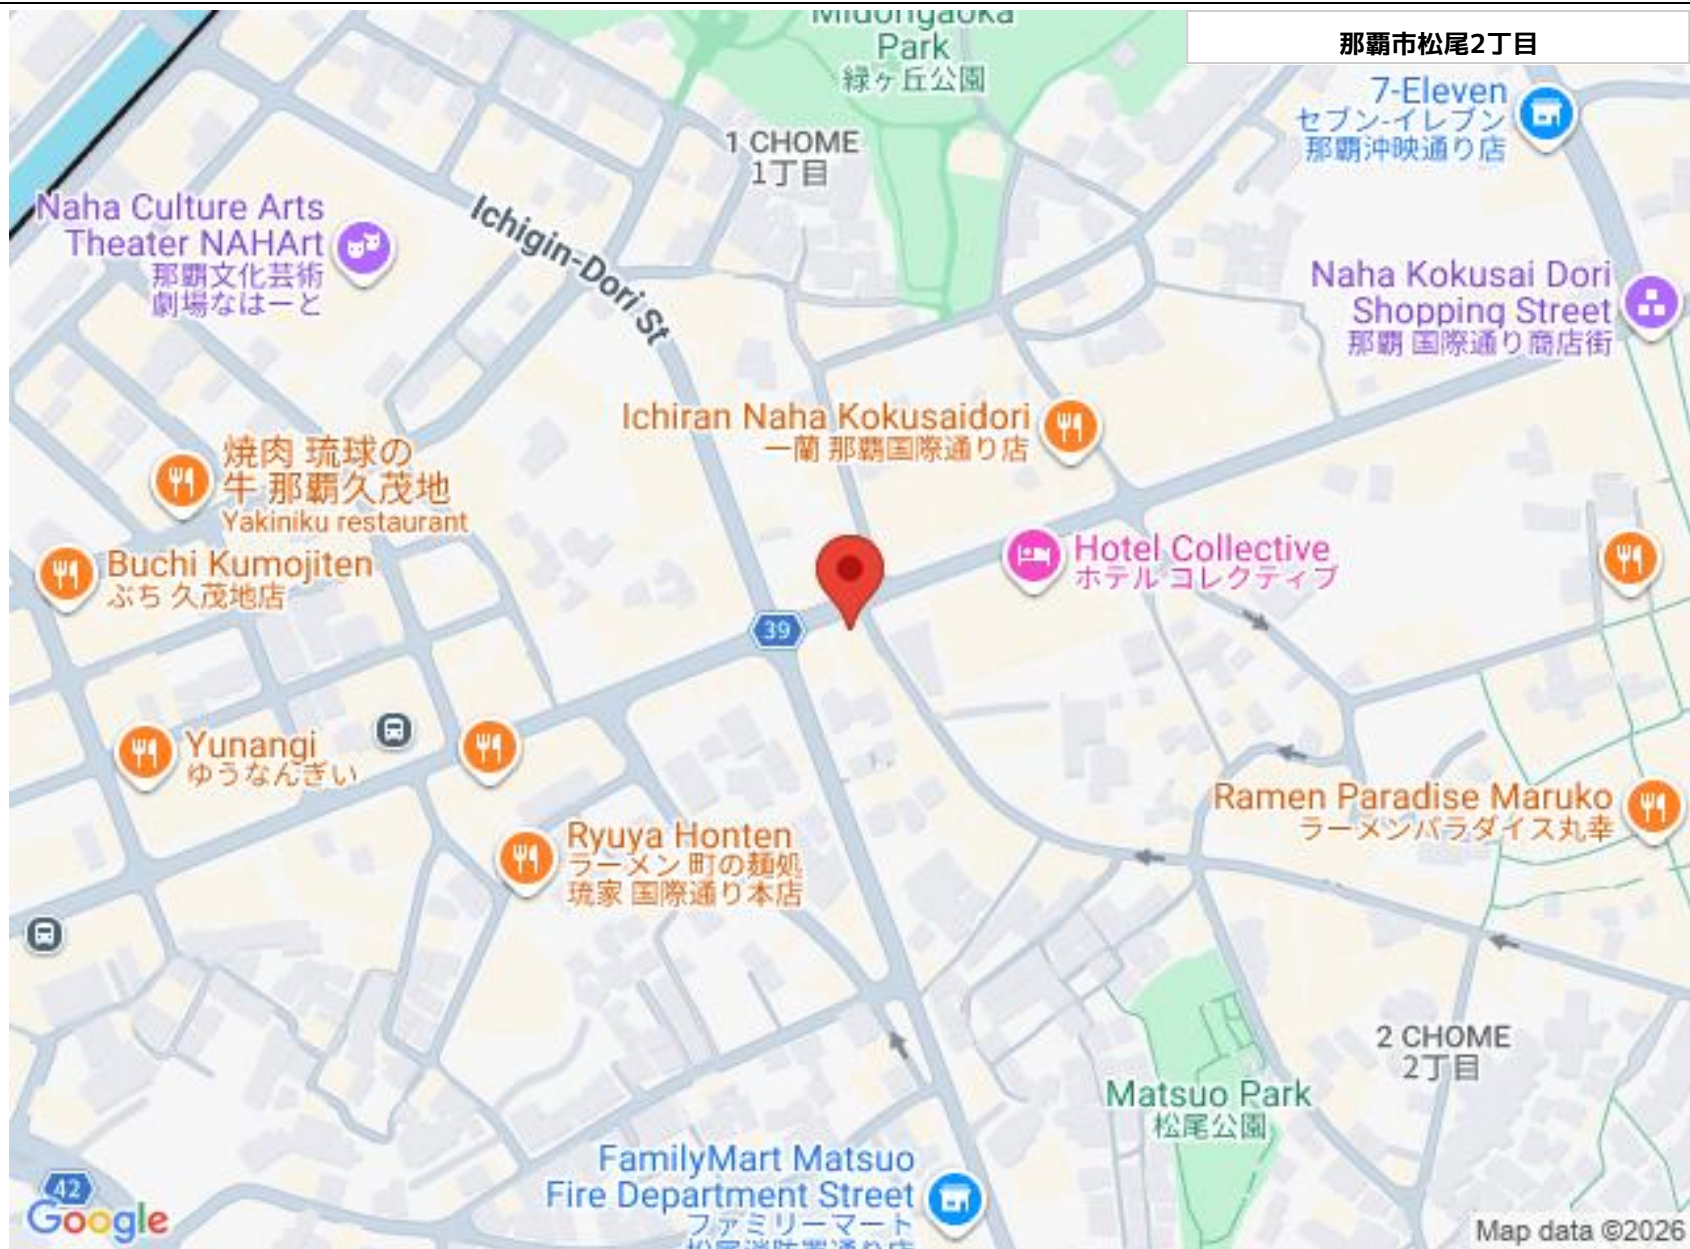 那覇市松尾2丁目
Midorigaoka
Park
緑ヶ丘公園
7-Eleven
セブン-イレブン
那覇沖映通り店
1 CHOME
1丁目
Naha Culture Arts
Theater NAHArt
那覇文化芸術
劇場なはーと
Ichigin-Dori St
Naha Kokusai Dori
Shopping Street
那覇 国際通り商店街
Ichiran Naha Kokusaidori
一蘭 那覇国際通り店
焼肉 琉球の
牛 那覇久茂地
Yakiniku restaurant
Hotel Collective
ホテル コレクティブ
Buchi Kumojiten
ぶち 久茂地店
39
Yunangi
ゆうなんぎい
Ramen Paradise Maruko
ラーメンパラダイス丸幸
Ryuya Honten
ラーメン 町の麺処
琉家 国際通り本店
2 CHOME
2丁目
Matsuo Park
松尾公園
FamilyMart Matsuo
Fire Department Street
ファミリーマート
松尾消防署通り店
42
Google
Map data ©2026